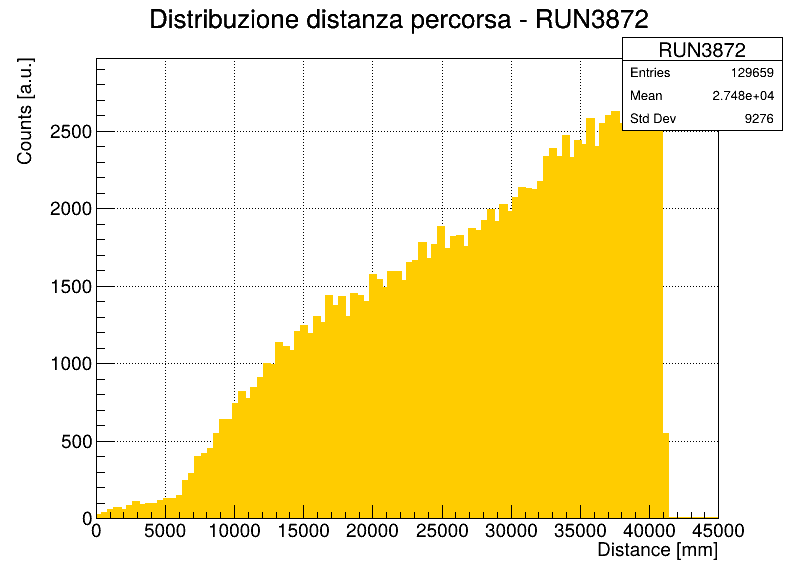 Distribuzione distanza percorsa - RUN3872
RUN3872
Entries 129659
Mean 2.748e+04
Std Dev 9276
Counts [a.u.]
2500
2000
1500
1000
500
0
0 5000 10000 15000 20000 25000 30000 35000 40000 45000
Distance [mm]